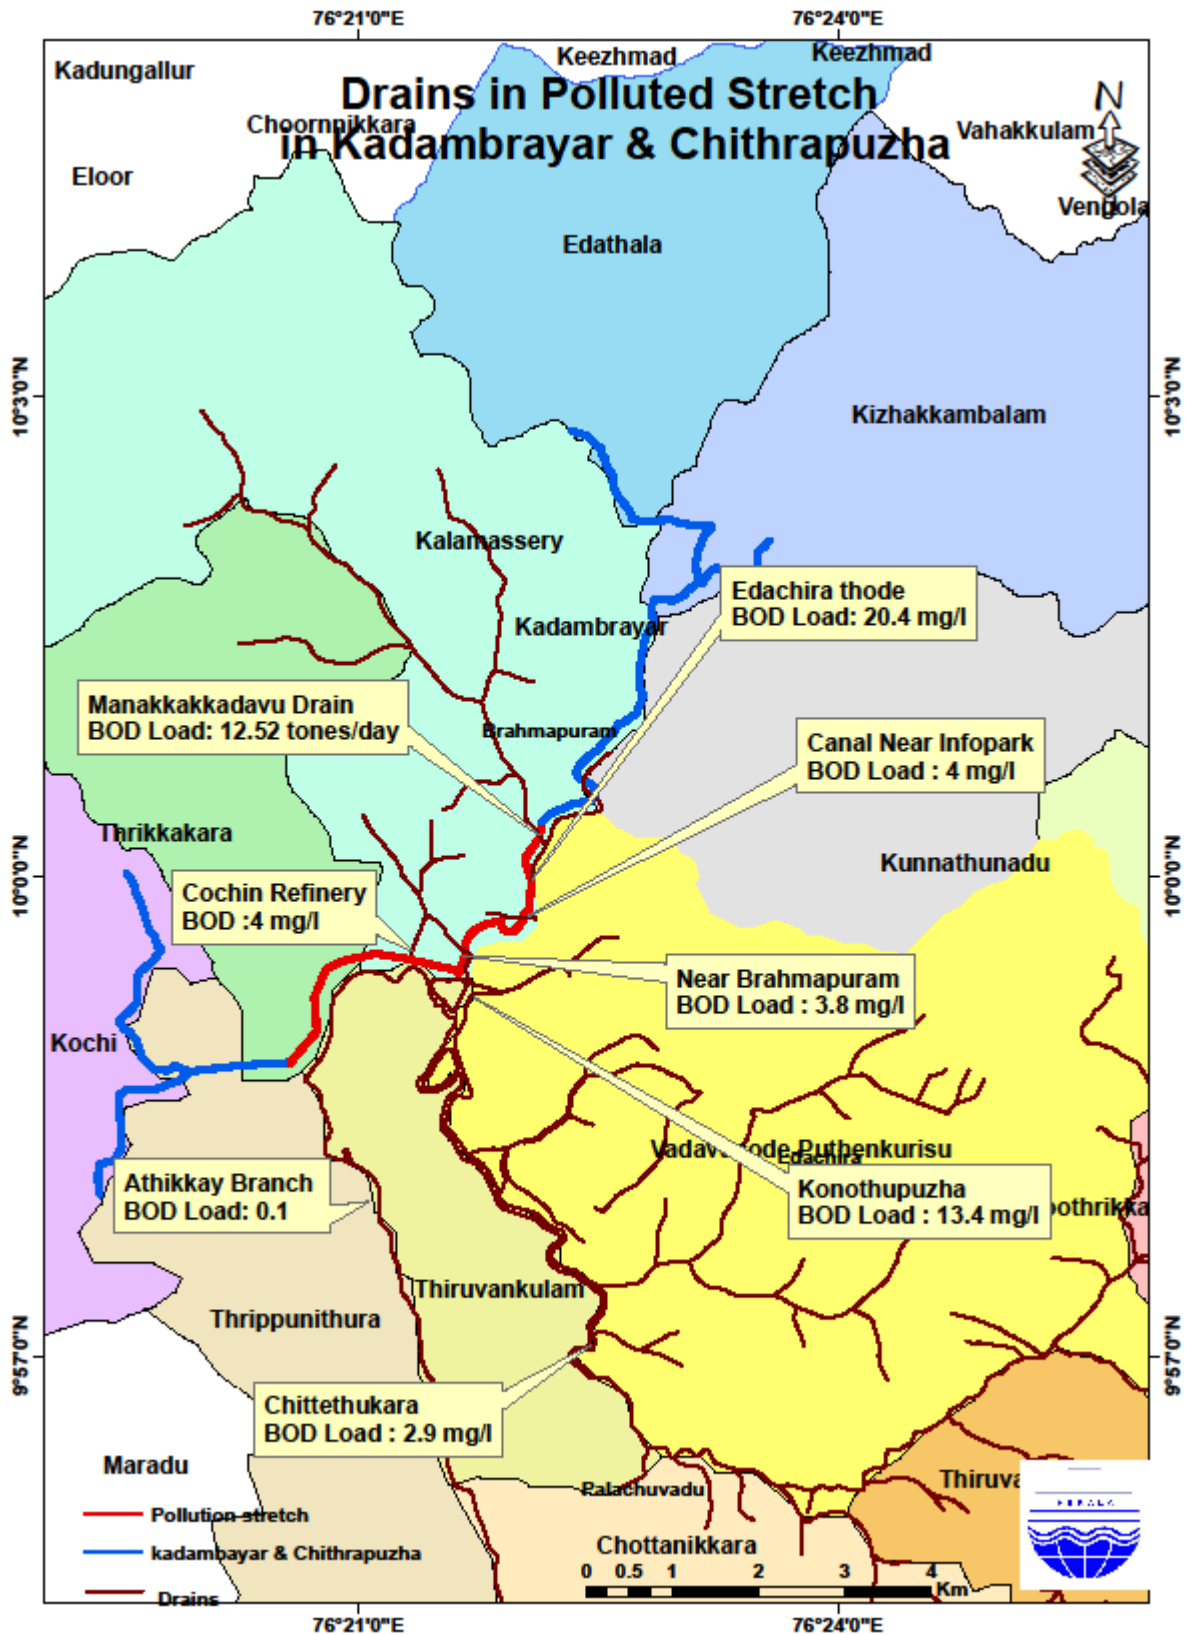 76°21'0"E
76°24'0"E
Kadungallur
Keezhmad
Keezhmad
Drains in Polluted Stretch
in Kadambrayar & Chithrapuzha
Choornnikkara
N
Vahakkulam
Eloor
Vengola
Edathala
10°3'0"N
10°3'0"N
Kizhakkambalam
Kalamassery
Edachira thode
BOD Load: 20.4 mg/l
Kadambrayar
Manakkakkadavu Drain
BOD Load: 12.52 tones/day
Brahmapuram
Canal Near Infopark
BOD Load : 4 mg/l
Thrikkakara
Kunnathunadu
10°0'0"N
10°0'0"N
Cochin Refinery
BOD :4 mg/l
Near Brahmapuram
BOD Load : 3.8 mg/l
Kochi
Edachira
Athikkay Branch
BOD Load: 0.1
Konothupuzha
BOD Load : 13.4 mg/l
oothrikka
Thiruvankulam
Thrippunithura
9°57'0"N
9°57'0"N
Chittethukara
BOD Load : 2.9 mg/l
Maradu
Palachuvadu
Thiruva
KERALA
Pollution stretch
kadambayar & Chithrapuzha
Drains
Chottanikkara
0 0.5 1 2 3 4
Km
76°21'0"E
76°24'0"E